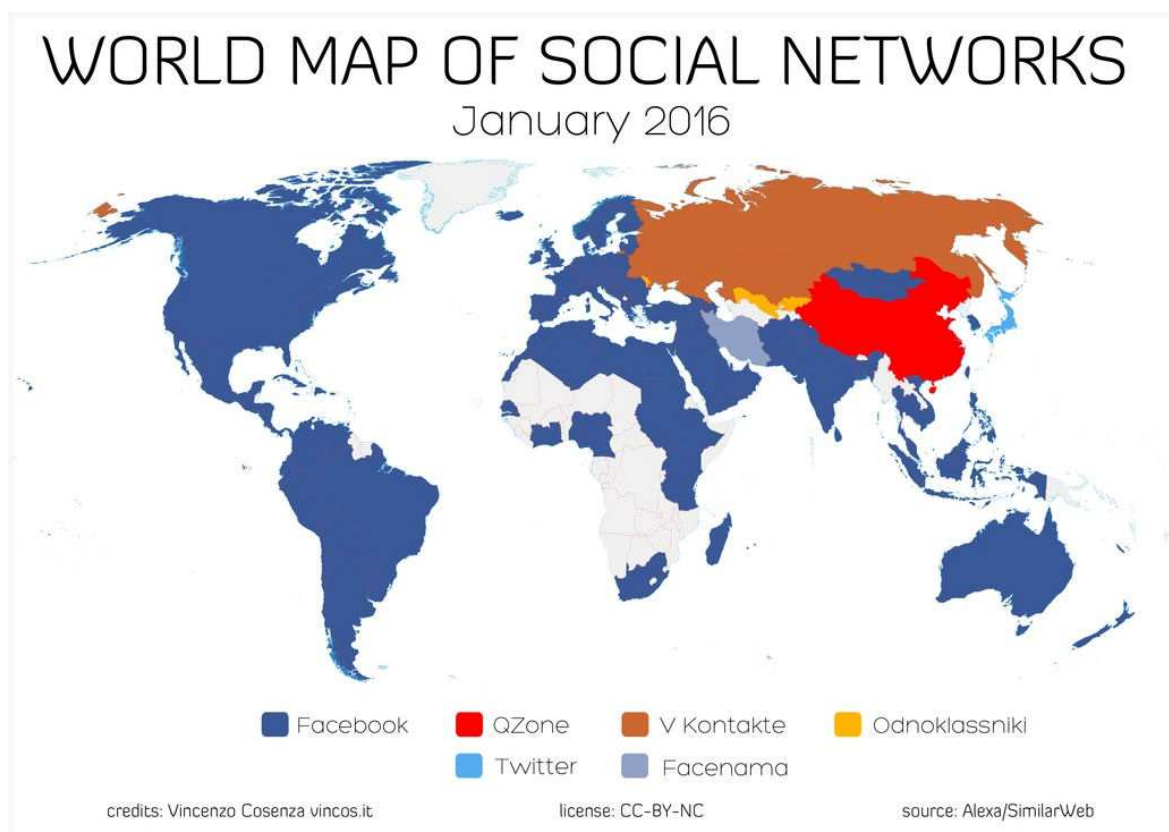 WORLD MAP OF SOCIAL NETWORKS
January 2016
Facebook QZone V Kontakte Odnoklassniki
Twitter Facenama
credits: Vincenzo Cosenza vincos.it license: CC-BY-NC source: Alexa/SimilarWeb